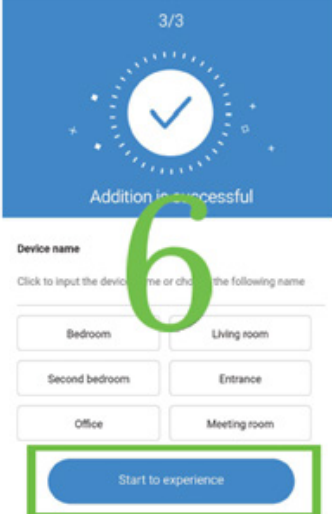 3/3
Addition is successful
6
Device name
Click to input the device name or choose the following name
Bedroom
Living room
Second bedroom
Entrance
Office
Meeting room
Start to experience